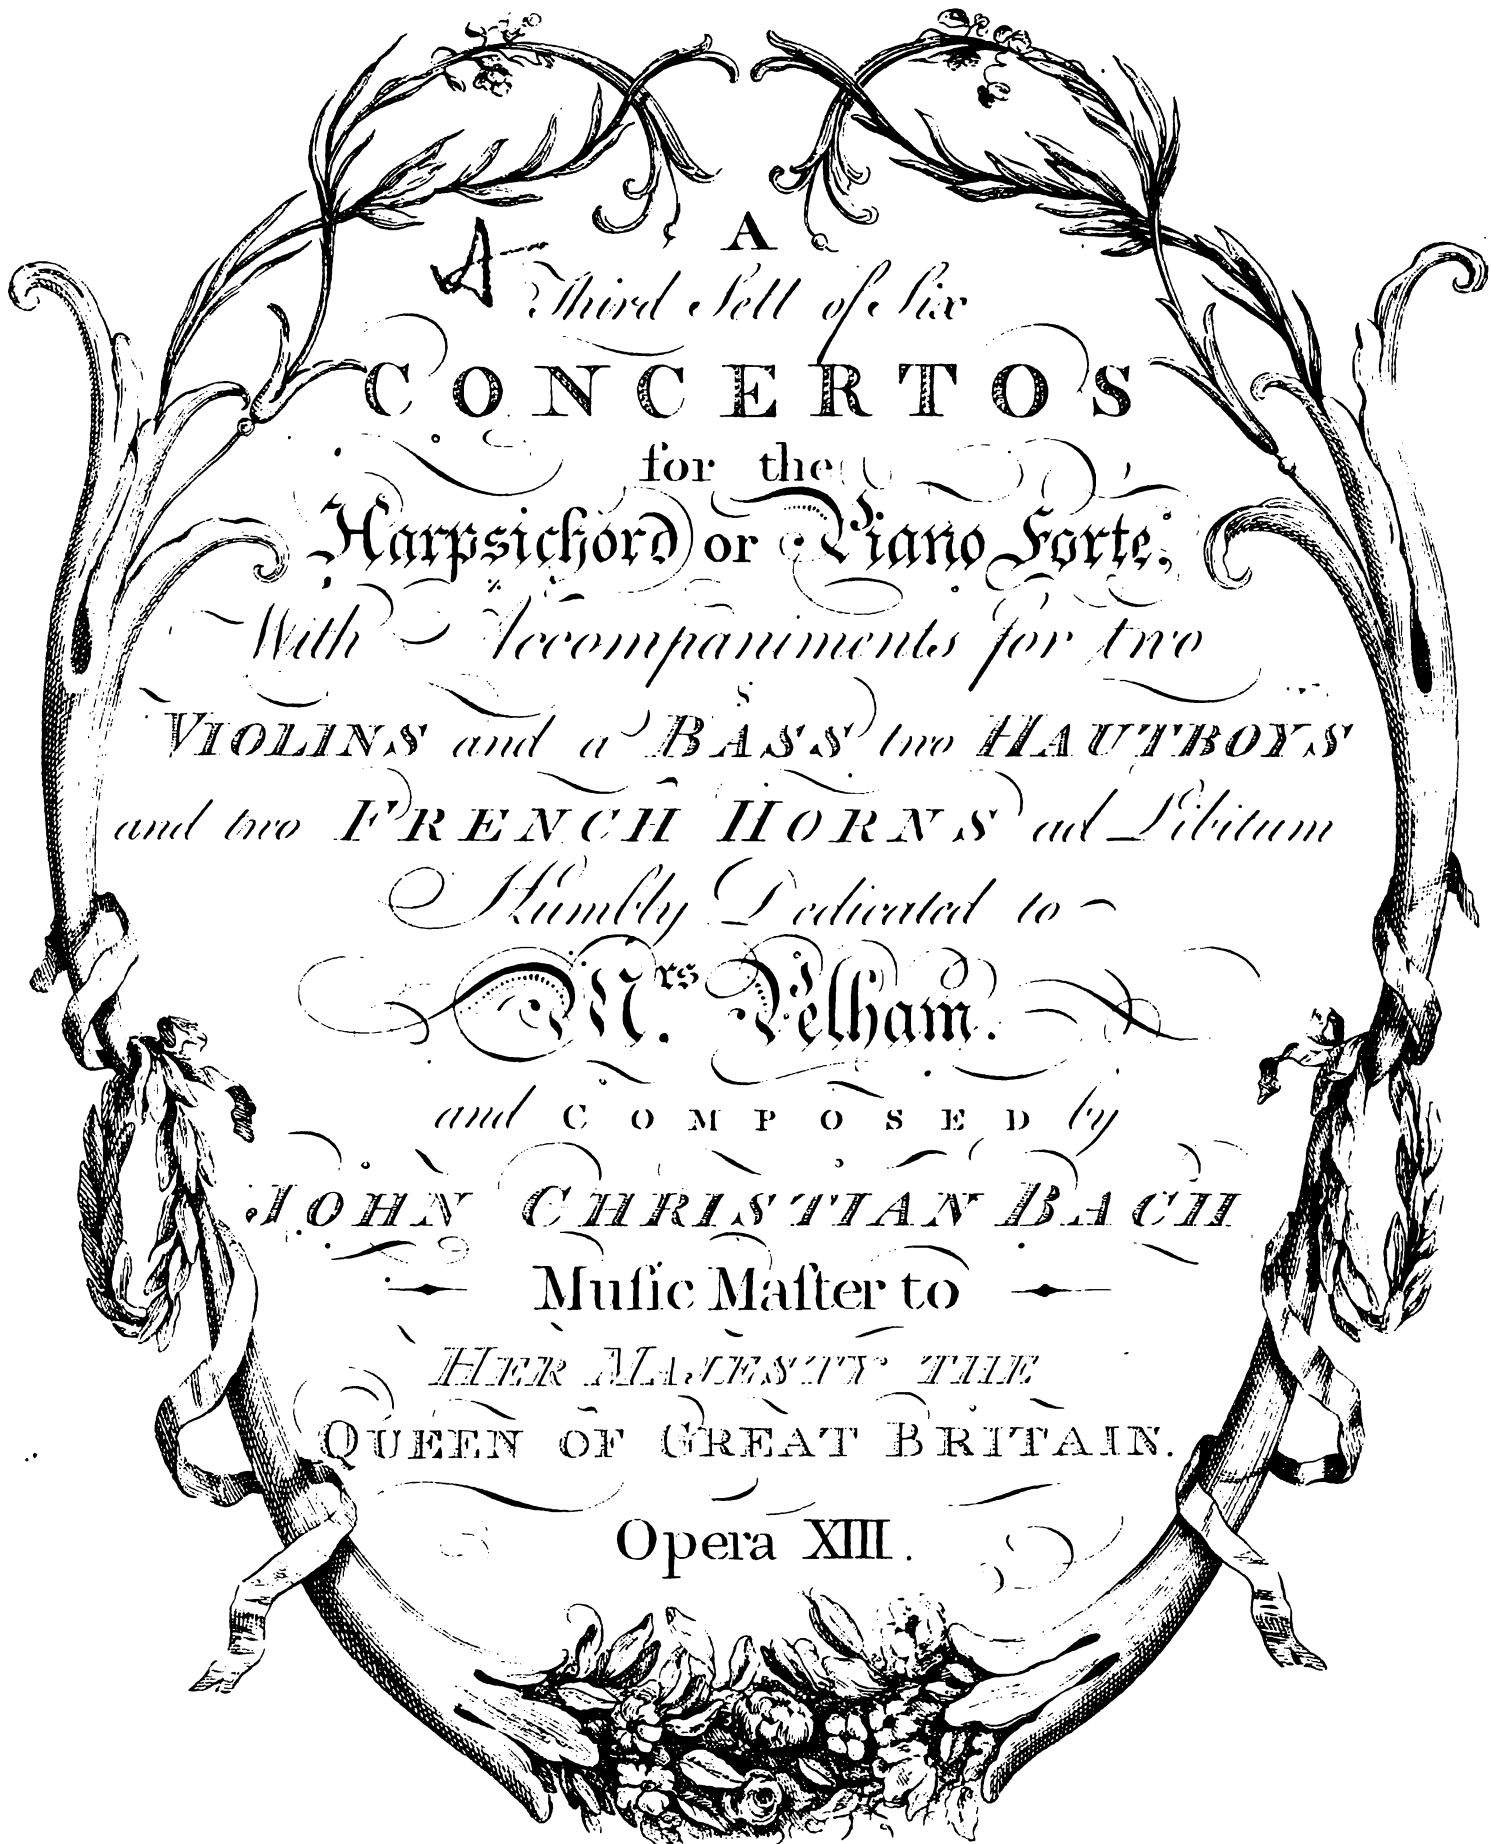 A
A
Third Sett of Six
CONCERTOS
for the
Harpsichord or Piano Forte;
With Accompaniments for two
VIOLINS and a BASS two HAUTBOYS
and two FRENCH HORNS ad Libitum
Humbly Dedicated to
Mrs. Pelham.
and COMPOSED by
JOHN CHRISTIAN BACH
Muſic Maſter to
HER MAJESTY THE
QUEEN OF GREAT BRITAIN.
Opera XIII.